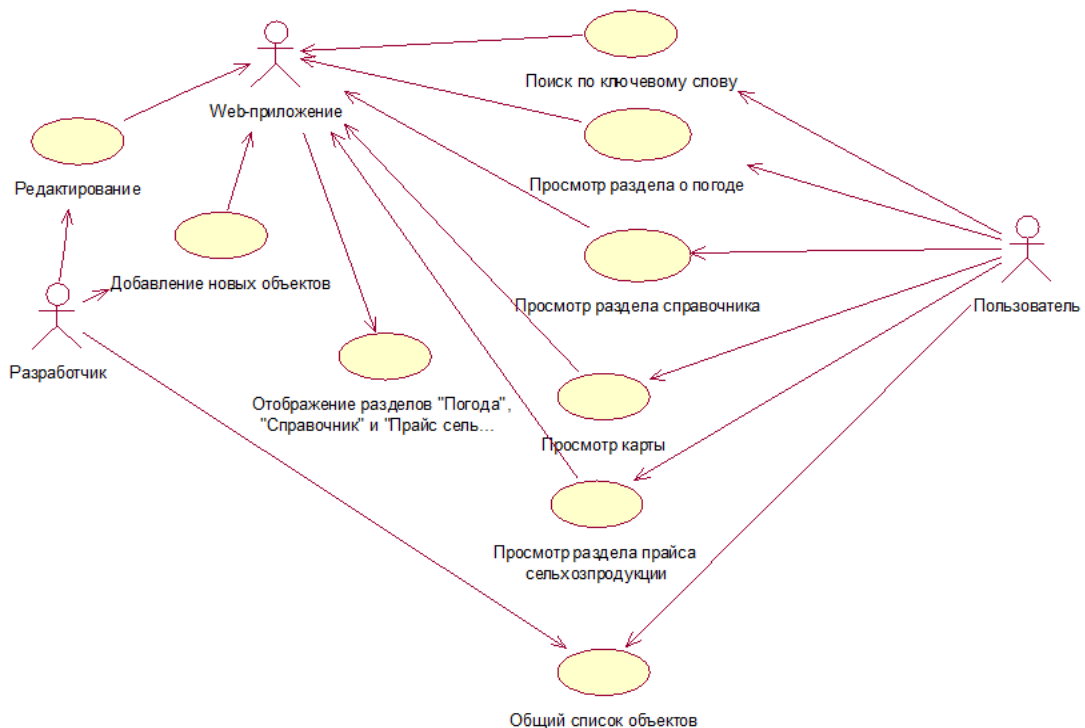 Поиск по ключевому слову
Web-приложение
Редактирование
Просмотр раздела о погоде
Добавление новых объектов
Просмотр раздела справочника
Пользователь
Разработчик
Отображение разделов "Погода",
"Справочник" и "Прайс сель...
Просмотр карты
Просмотр раздела прайса
сельхозпродукции
Общий список объектов